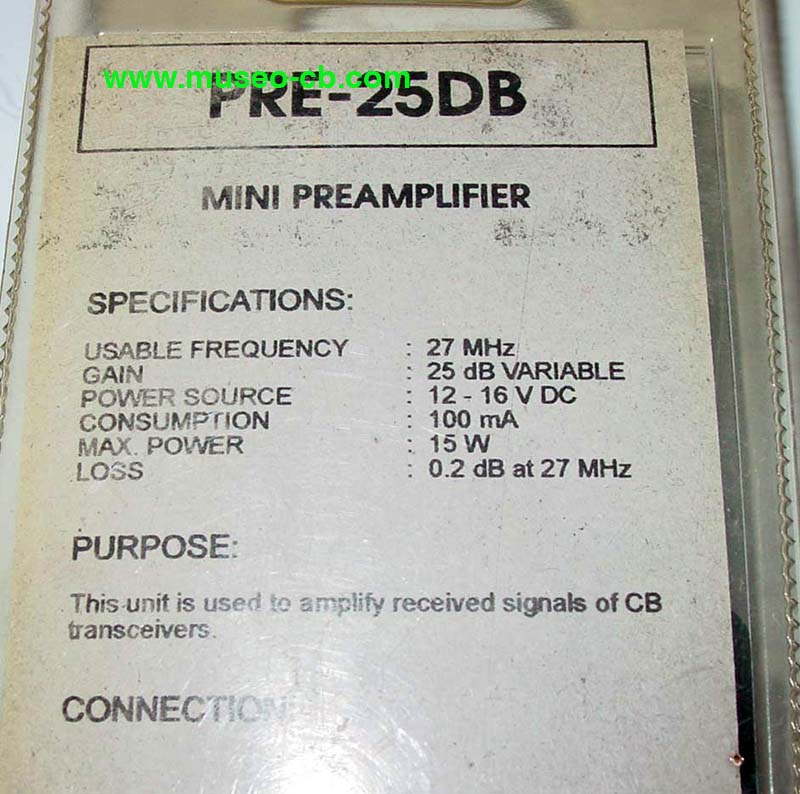 www.museo-cb.com
PRE-25DB
MINI PREAMPLIFIER
SPECIFICATIONS:
USABLE FREQUENCY : 27 MHz
GAIN : 25 dB VARIABLE
POWER SOURCE : 12 - 16 V DC
CONSUMPTION : 100 mA
MAX. POWER : 15 W
LOSS : 0.2 dB at 27 MHz
PURPOSE:
This unit is used to amplify received signals of CB
transceivers.
CONNECTION